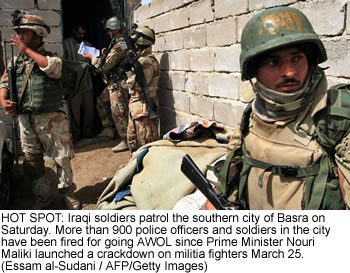 HOT SPOT: Iraqi soldiers patrol the southern city of Basra on
Saturday. More than 900 police officers and soldiers in the city
have been fired for going AWOL since Prime Minister Nouri
Maliki launched a crackdown on militia fighters March 25.
(Essam al-Sudani / AFP/Getty Images)